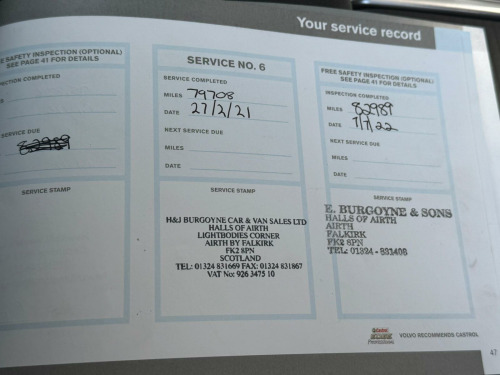 Your service record
E SAFETY INSPECTION (OPTIONAL)
SEE PAGE 41 FOR DETAILS
ECTION COMPLETED
SERVICE DUE
82989
SERVICE STAMP
SERVICE NO. 6
SERVICE COMPLETED
MILES 79708
DATE 27/2/21
NEXT SERVICE DUE
MILES
DATE
SERVICE STAMP
H&J BURGOYNE CAR & VAN SALES LTD
HALLS OF AIRTH
LIGHTBODIES CORNER
AIRTH BY FALKIRK
FK2 8PN
SCOTLAND
TEL: 01324 831669 FAX: 01324 831867
VAT No: 926 3475 10
FREE SAFETY INSPECTION (OPTIONAL)
SEE PAGE 41 FOR DETAILS
INSPECTION COMPLETED
MILES 82989
DATE 7/7/22
NEXT SERVICE DUE
MILES
DATE
SERVICE STAMP
E. BURGOYNE & SONS
HALLS OF AIRTH
AIRTH
FALKIRK
FK2 8PN
TEL: 01324 - 831408
Castrol
EDGE
Professional
VOLVO RECOMMENDS CASTROL
47